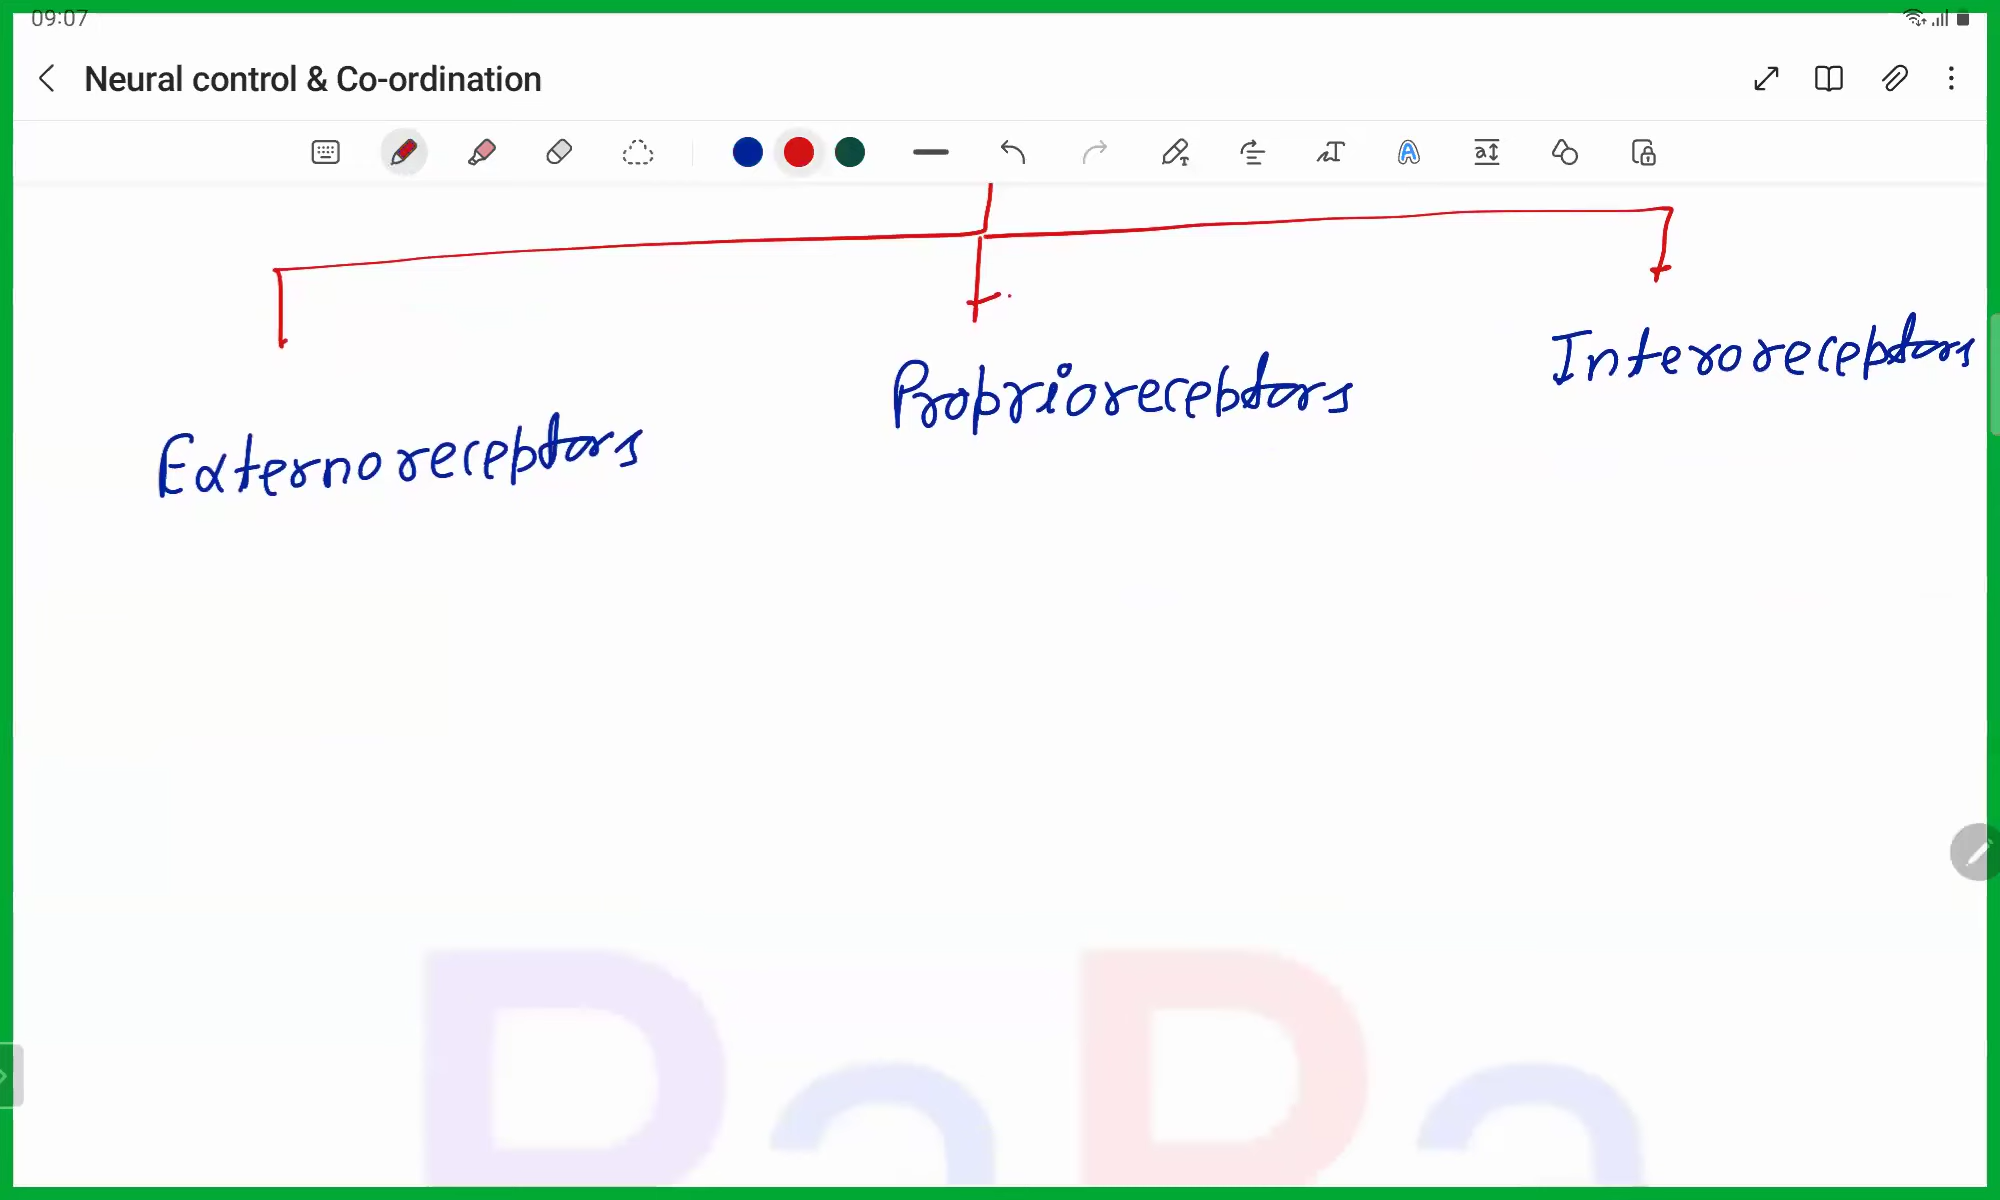 09:07
Neural control & Co-ordination
Externoreceptors
Proprioreceptors
Interoreceptors